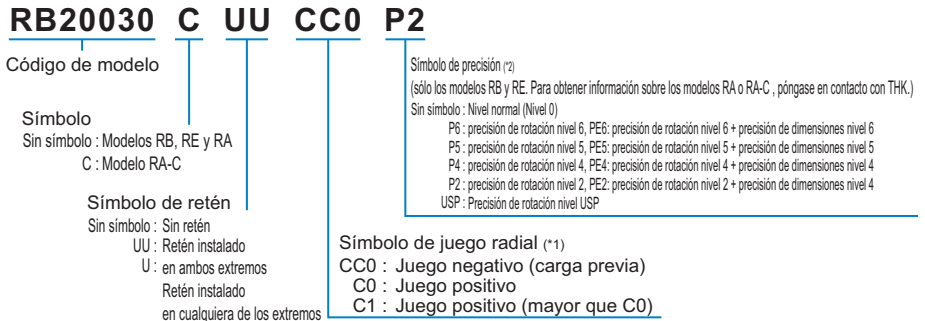 RB20030 C UU CC0 P2
Código de modelo
Símbolo
Sin símbolo : Modelos RB, RE y RA
C : Modelo RA-C
Símbolo de retén
Sin símbolo : Sin retén
UU : Retén instalado
U : en ambos extremos
Retén instalado
en cualquiera de los extremos
Símbolo de juego radial (*1)
CC0 : Juego negativo (carga previa)
C0 : Juego positivo
C1 : Juego positivo (mayor que C0)
Símbolo de precisión (*2)
(sólo los modelos RB y RE. Para obtener información sobre los modelos RA o RA-C , póngase en contacto con THK.)
Sin símbolo : Nivel normal (Nivel 0)
P6 : precisión de rotación nivel 6, PE6: precisión de rotación nivel 6 + precisión de dimensiones nivel 6
P5 : precisión de rotación nivel 5, PE5: precisión de rotación nivel 5 + precisión de dimensiones nivel 5
P4 : precisión de rotación nivel 4, PE4: precisión de rotación nivel 4 + precisión de dimensiones nivel 4
P2 : precisión de rotación nivel 2, PE2: precisión de rotación nivel 2 + precisión de dimensiones nivel 4
USP : Precisión de rotación nivel USP